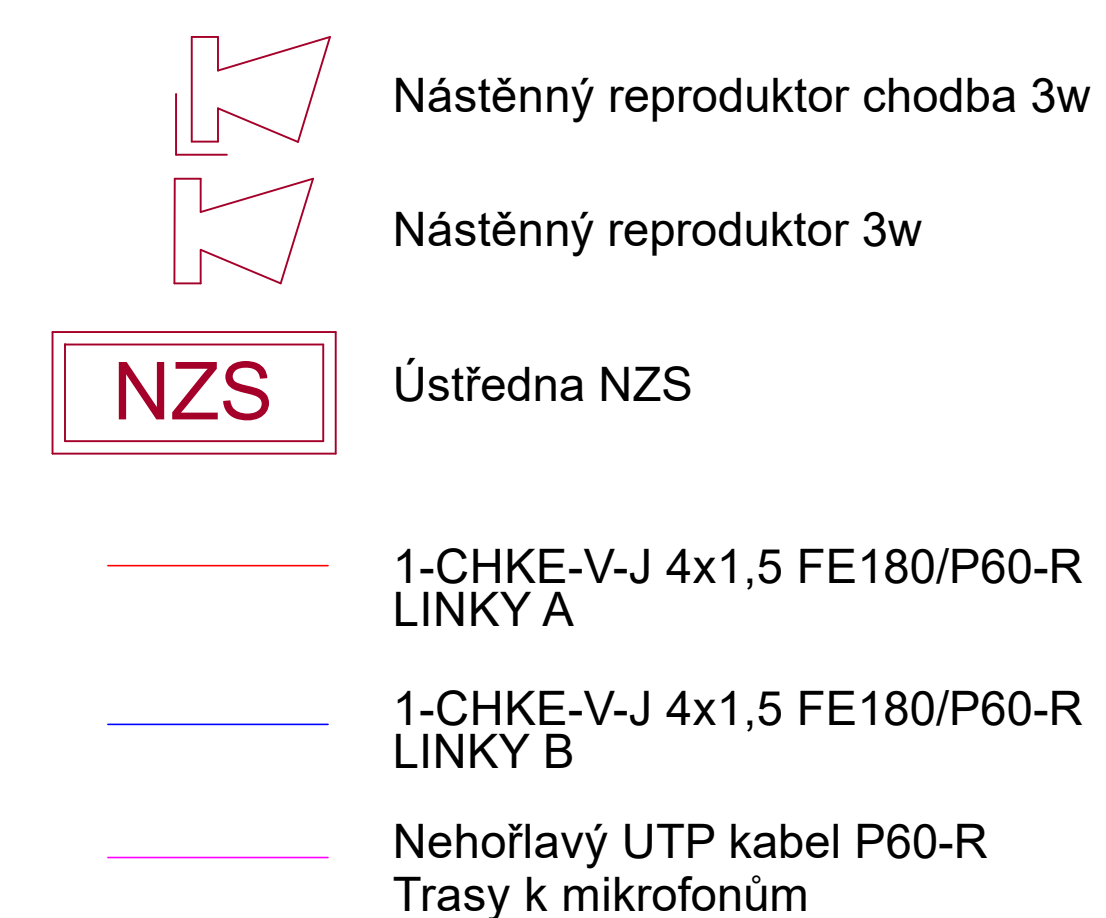 Nástěnný reproduktor chodba 3w
Nástěnný reproduktor 3w
NZS
Ústředna NZS
1-CHKE-V-J 4x1,5 FE180/P60-R
LINKY A
1-CHKE-V-J 4x1,5 FE180/P60-R
LINKY B
Nehořlavý UTP kabel P60-R
Trasy k mikrofonům